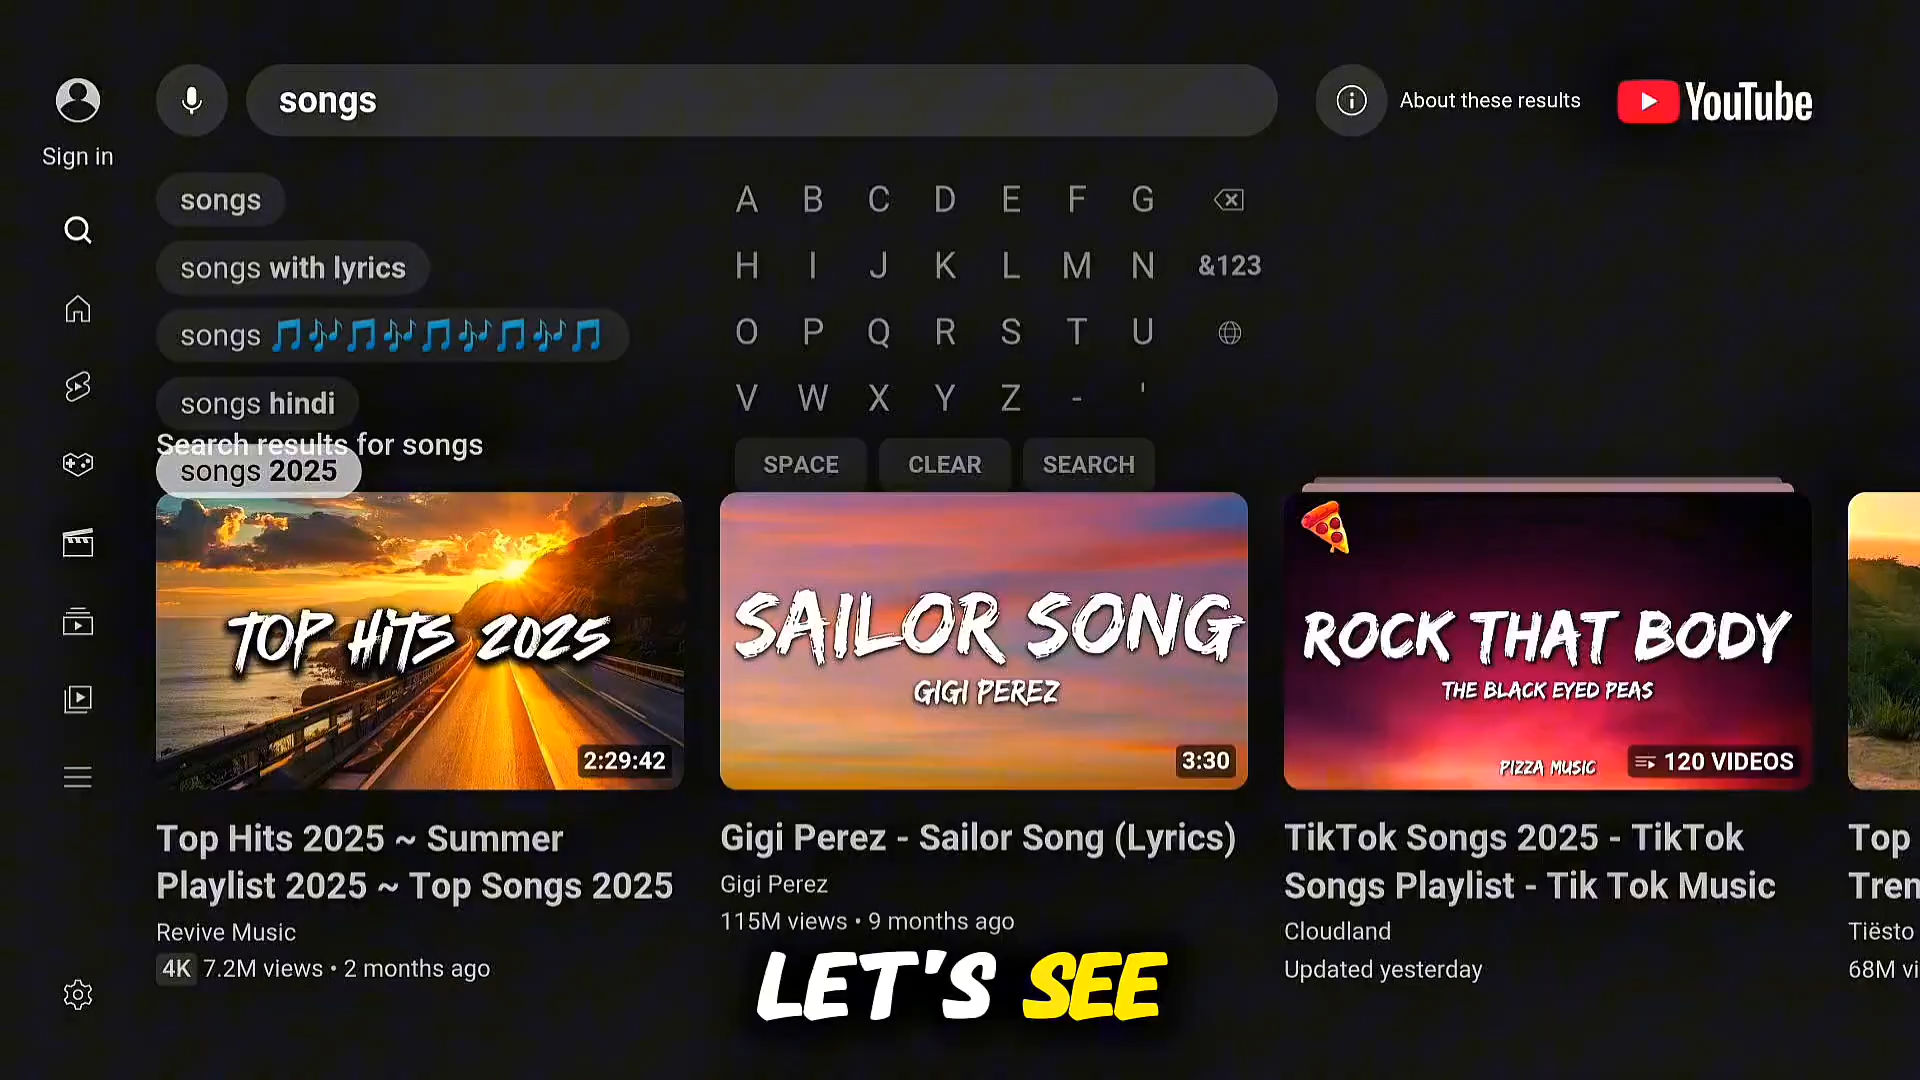 songs
About these results
YouTube
Sign in
songs
songs with lyrics
songs 🎵🎶🎵🎶🎵🎶🎵🎶🎵
songs hindi
Search results for songs
songs 2025
A B C D E F G
H I J K L M N &123
O P Q R S T U
V W X Y Z - '
SPACE CLEAR SEARCH
TOP HITS 2025
2:29:42
Top Hits 2025 ~ Summer
Playlist 2025 ~ Top Songs 2025
Revive Music
4K 7.2M views • 2 months ago
SAILOR SONG
GIGI PEREZ
3:30
Gigi Perez - Sailor Song (Lyrics)
Gigi Perez
115M views • 9 months ago
ROCK THAT BODY
THE BLACK EYED PEAS
PIZZA MUSIC
120 VIDEOS
TikTok Songs 2025 - TikTok
Songs Playlist - Tik Tok Music
Cloudland
Updated yesterday
Top
Tren
Tiësto
68M vi
LET'S SEE